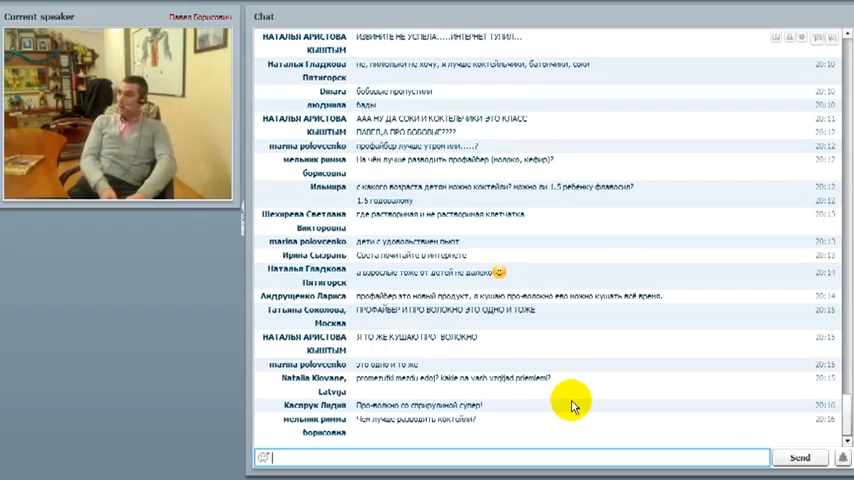 Current speaker
Павел Борисович
Chat
НАТАЛЬЯ АРИСТОВА ИЗВИНИТЕ НЕ УСПЕЛА.....ИНТЕРНЕТ ТУПИЛ...
КЫШТЫМ
Наталья Гладкова не, пилюльки не хочу, я лучше коктейльчики, батончики, соки 20:10
Пятигорск
Dinara бобовые пропустили 20:10
людмила бады 20:10
НАТАЛЬЯ АРИСТОВА ААА НУ ДА СОКИ И КОКТЕЛЬЧИКИ ЭТО КЛАСС 20:11
КЫШТЫМ ПАВЕЛ,А ПРО БОБОВЫЕ???? 20:12
marina polovcenko профайбер лучше утром или.....? 20:12
мельник римма На чём лучше разводить профайбер (молоко, кефир)? 20:12
борисовна
Ильмира с какого возраста детям можно коктейли? можно ли 1.5 ребенку флавосил? 20:12
1.5 годовалому 20:12
Шехирева Светлана где растворимая и не растворимая клетчатка 20:13
Викторовна
marina polovcenko дети с удовольствием пьют 20:13
Ирина Сызрань Света почитайте в интернете 20:13
Наталья Гладкова а взрослые тоже от детей не далеко 20:14
Пятигорск
Андрущенко Лариса профайбер это новый продукт, я кушаю про-волокно ево можно кушать всё время. 20:14
Татьяна Соколова, ПРОФАЙБЕР И ПРО ВОЛОКНО ЭТО ОДНО И ТОЖЕ 20:15
Москва
НАТАЛЬЯ АРИСТОВА Я ТО ЖЕ КУШАЮ ПРО- ВОЛОКНО 20:15
КЫШТЫМ
marina polovcenko это одно и то же 20:15
Natalia Kiovane, promezutki mezdu edoj? kakie na vash vzgljad priemlemi? 20:15
Latvija
Каспрук Лидия Про-волкно со спирулиной супер! 20:16
мельник римма Чем лучше разводить коктейли? 20:16
борисовна
Send